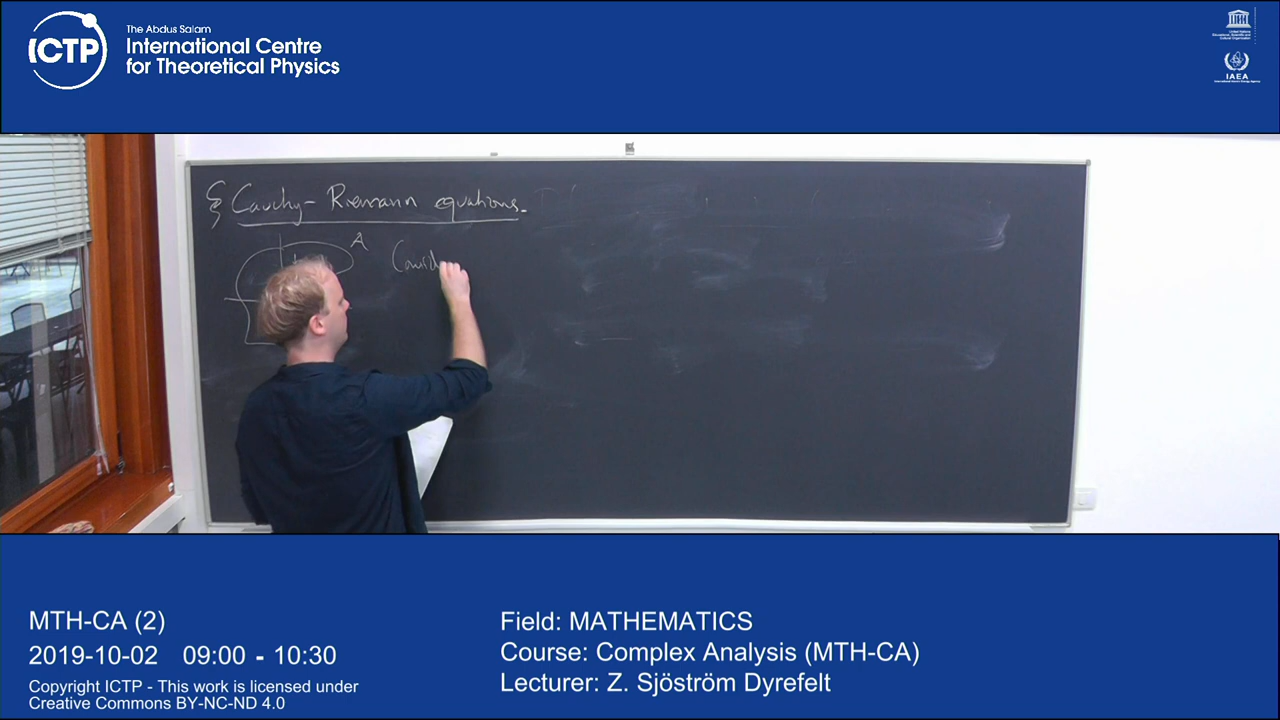 The Abdus Salam
International Centre
for Theoretical Physics
ICTP
IAEA
§ Cauchy-Riemann equations.
A
MTH-CA (2)
2019-10-02 09:00 - 10:30
Copyright ICTP - This work is licensed under
Creative Commons BY-NC-ND 4.0
Field: MATHEMATICS
Course: Complex Analysis (MTH-CA)
Lecturer: Z. Sjöström Dyrefelt